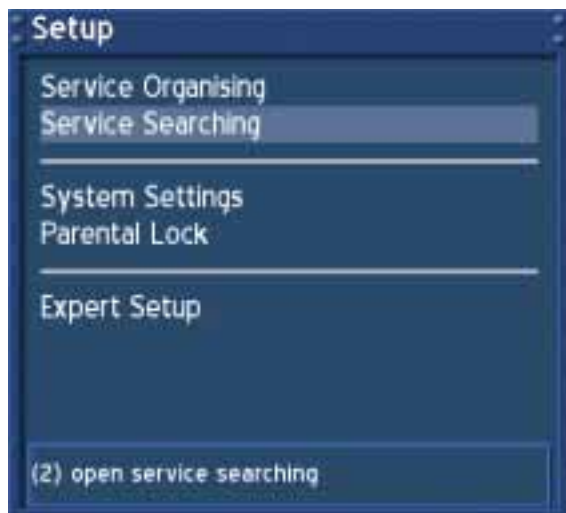 Setup
Service Organising
Service Searching
System Settings
Parental Lock
Expert Setup
(2) open service searching